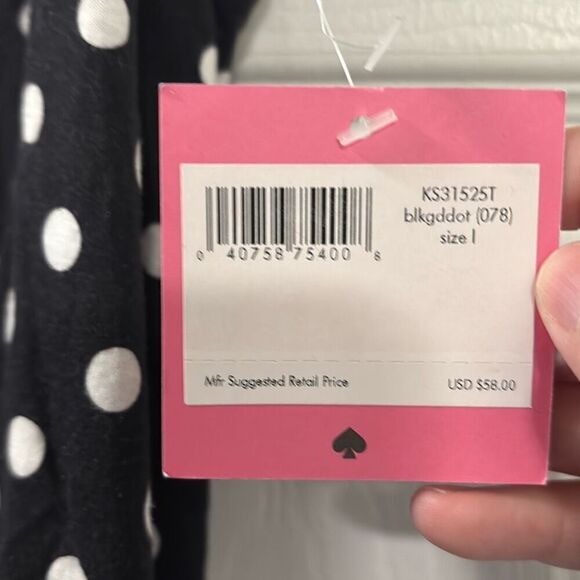 KS31525T
blkgddot (078)
size l
0 40758 75400 8
Mfr Suggested Retail Price USD $58.00